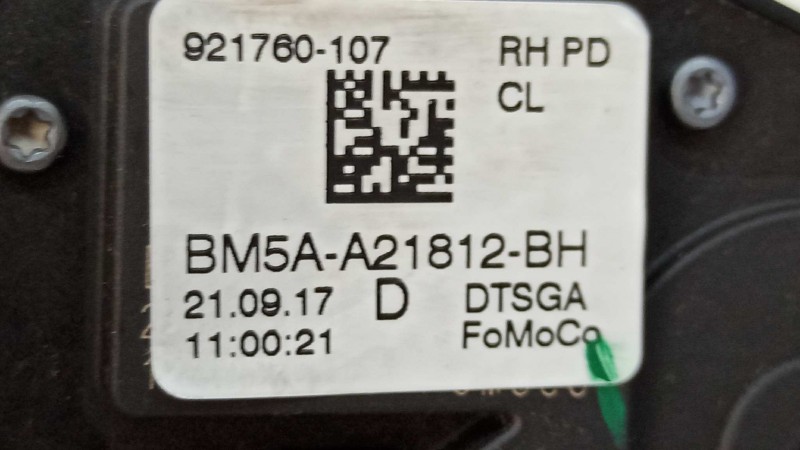 921760-107 RH PD
CL
BM5A-A21812-BH
21.09.17 D DTSGA
11:00:21 FoMoCo